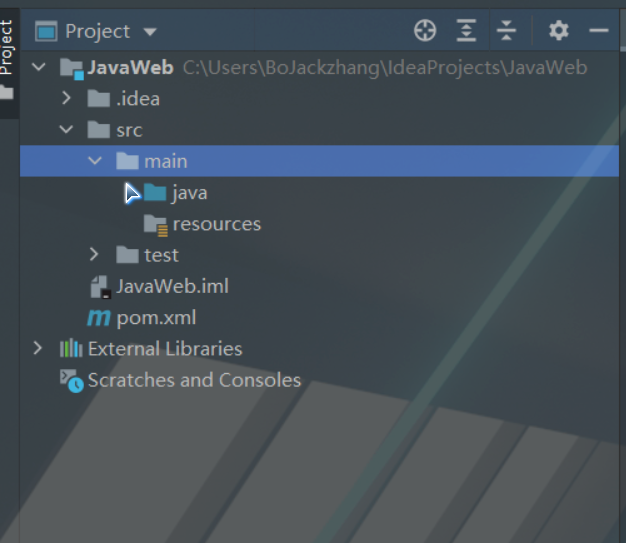 Project
Project
JavaWeb C:\Users\BoJackzhang\IdeaProjects\JavaWeb
.idea
src
main
java
resources
test
JavaWeb.iml
m pom.xml
External Libraries
Scratches and Consoles